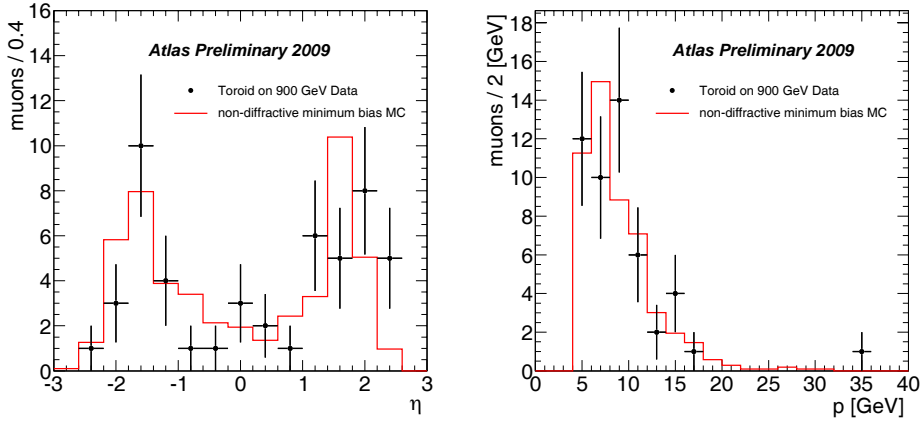 muons / 0.4
16
14
12
10
8
6
4
2
0
Atlas Preliminary 2009
Toroid on 900 GeV Data
non-diffractive minimum bias MC
-3 -2 -1 0 1 2 3
η
muons / 2 [GeV]
18
16
14
12
10
8
6
4
2
0
Atlas Preliminary 2009
Toroid on 900 GeV Data
non-diffractive minimum bias MC
0 5 10 15 20 25 30 35 40
p [GeV]